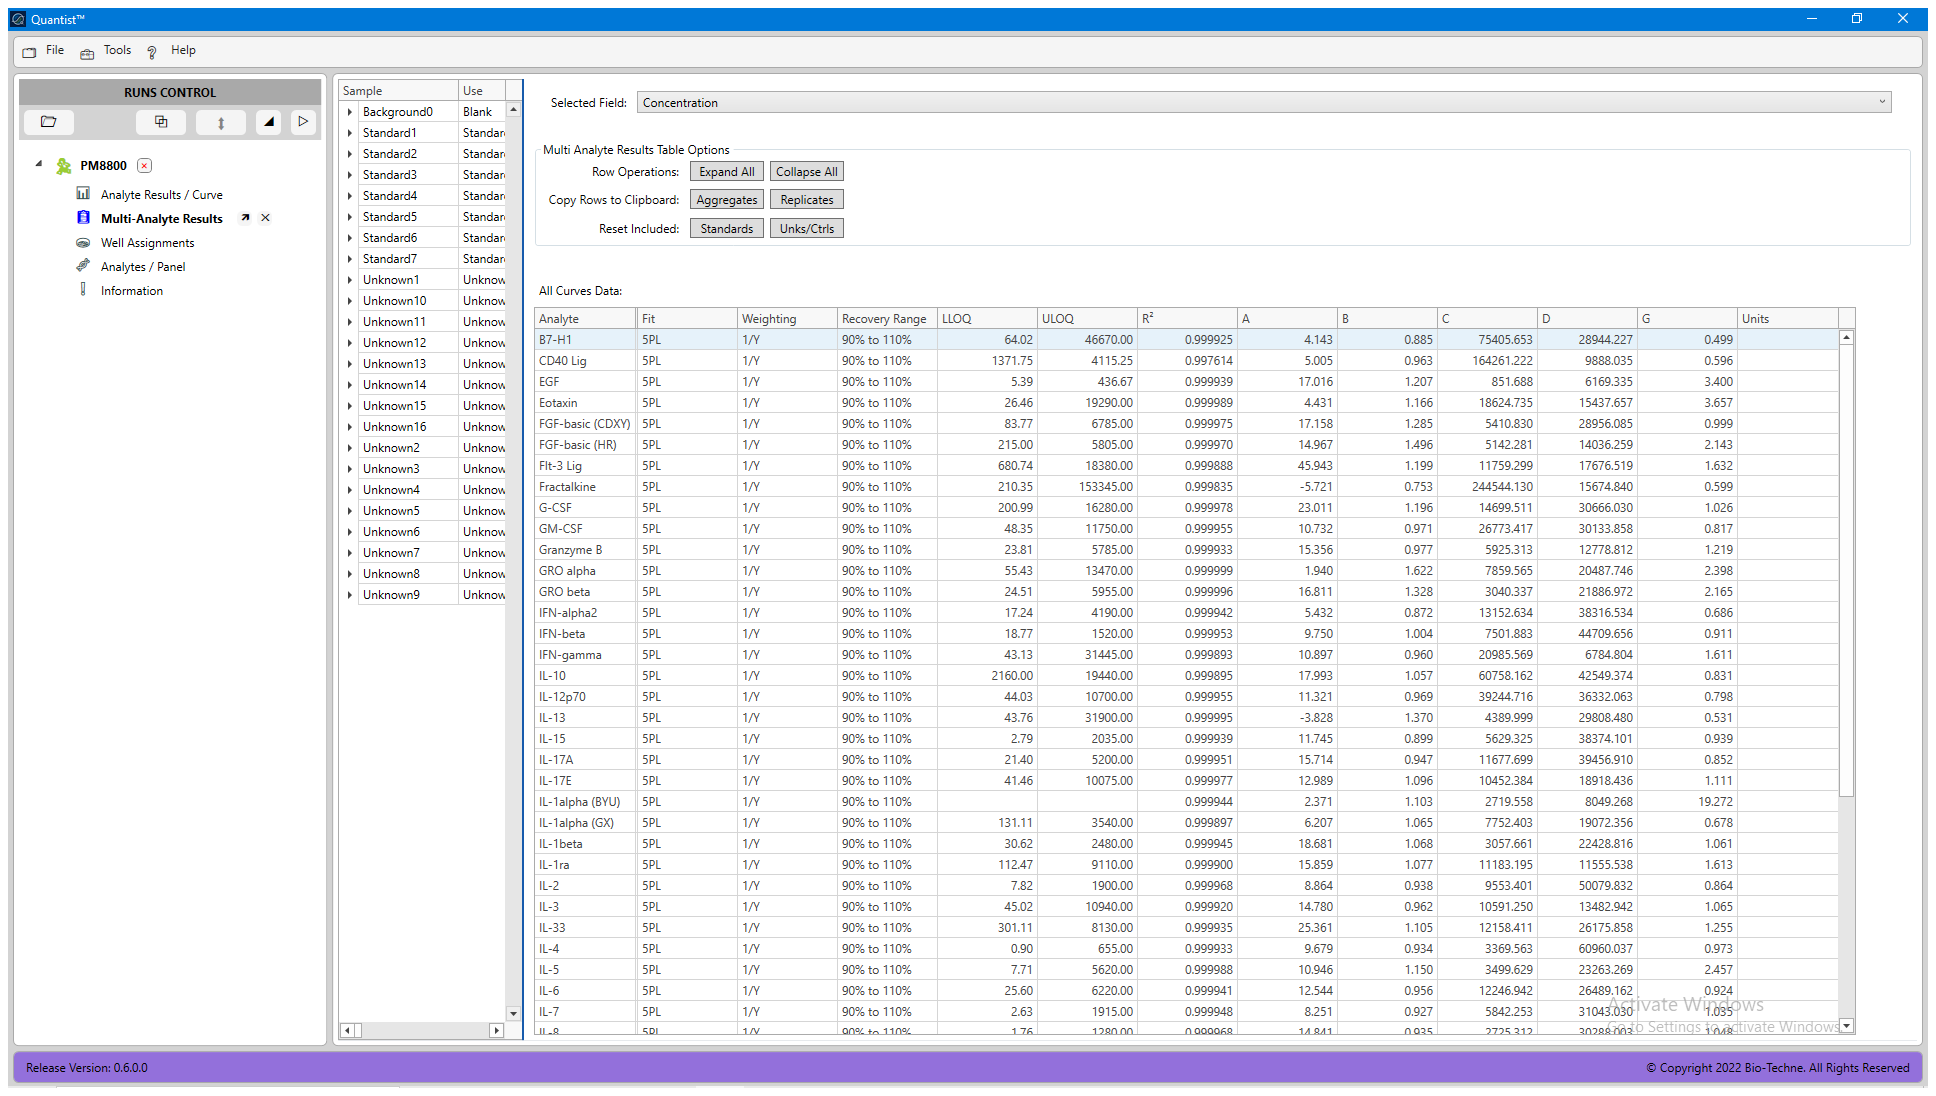 Quantist™
File Tools Help
RUNS CONTROL
PM8800
Analyte Results / Curve
Multi-Analyte Results
Well Assignments
Analytes / Panel
Information
Sample Use
Background0 Blank
Standard1 Standar
Standard2 Standar
Standard3 Standar
Standard4 Standar
Standard5 Standar
Standard6 Standar
Standard7 Standar
Unknown1 Unknow
Unknown10 Unknow
Unknown11 Unknow
Unknown12 Unknow
Unknown13 Unknow
Unknown14 Unknow
Unknown15 Unknow
Unknown16 Unknow
Unknown2 Unknow
Unknown3 Unknow
Unknown4 Unknow
Unknown5 Unknow
Unknown6 Unknow
Unknown7 Unknow
Unknown8 Unknow
Unknown9 Unknow
Selected Field: Concentration
Multi Analyte Results Table Options
Row Operations: Expand All Collapse All
Copy Rows to Clipboard: Aggregates Replicates
Reset Included: Standards Unks/Ctrls
All Curves Data:
Analyte Fit Weighting Recovery Range LLOQ ULOQ R² A B C D G Units
B7-H1 5PL 1/Y 90% to 110% 64.02 46670.00 0.999925 4.143 0.885 75405.653 28944.227 0.499
CD40 Lig 5PL 1/Y 90% to 110% 1371.75 4115.25 0.997614 5.005 0.963 164261.222 9888.035 0.596
EGF 5PL 1/Y 90% to 110% 5.39 436.67 0.999939 17.016 1.207 851.688 6169.335 3.400
Eotaxin 5PL 1/Y 90% to 110% 26.46 19290.00 0.999989 4.431 1.166 18624.735 15437.657 3.657
FGF-basic (CDXY) 5PL 1/Y 90% to 110% 83.77 6785.00 0.999975 17.158 1.285 5410.830 28956.085 0.999
FGF-basic (HR) 5PL 1/Y 90% to 110% 215.00 5805.00 0.999970 14.967 1.496 5142.281 14036.259 2.143
Flt-3 Lig 5PL 1/Y 90% to 110% 680.74 18380.00 0.999888 45.943 1.199 11759.299 17676.519 1.632
Fractalkine 5PL 1/Y 90% to 110% 210.35 153345.00 0.999835 -5.721 0.753 244544.130 15674.840 0.599
G-CSF 5PL 1/Y 90% to 110% 200.99 16280.00 0.999978 23.011 1.196 14699.511 30666.030 1.026
GM-CSF 5PL 1/Y 90% to 110% 48.35 11750.00 0.999955 10.732 0.971 26773.417 30133.858 0.817
Granzyme B 5PL 1/Y 90% to 110% 23.81 5785.00 0.999933 15.356 0.977 5925.313 12778.812 1.219
GRO alpha 5PL 1/Y 90% to 110% 55.43 13470.00 0.999999 1.940 1.622 7859.565 20487.746 2.398
GRO beta 5PL 1/Y 90% to 110% 24.51 5955.00 0.999996 16.811 1.328 3040.337 21886.972 2.165
IFN-alpha2 5PL 1/Y 90% to 110% 17.24 4190.00 0.999942 5.432 0.872 13152.634 38316.534 0.686
IFN-beta 5PL 1/Y 90% to 110% 18.77 1520.00 0.999953 9.750 1.004 7501.883 44709.656 0.911
IFN-gamma 5PL 1/Y 90% to 110% 43.13 31445.00 0.999893 10.897 0.960 20985.569 6784.804 1.611
IL-10 5PL 1/Y 90% to 110% 2160.00 19440.00 0.999895 17.993 1.057 60758.162 42549.374 0.831
IL-12p70 5PL 1/Y 90% to 110% 44.03 10700.00 0.999955 11.321 0.969 39244.716 36332.063 0.798
IL-13 5PL 1/Y 90% to 110% 43.76 31900.00 0.999995 -3.828 1.370 4389.999 29808.480 0.531
IL-15 5PL 1/Y 90% to 110% 2.79 2035.00 0.999939 11.745 0.899 5629.325 38374.101 0.939
IL-17A 5PL 1/Y 90% to 110% 21.40 5200.00 0.999951 15.714 0.947 11677.699 39456.910 0.852
IL-17E 5PL 1/Y 90% to 110% 41.46 10075.00 0.999977 12.989 1.096 10452.384 18918.436 1.111
IL-1alpha (BYU) 5PL 1/Y 90% to 110% 0.999944 2.371 1.103 2719.558 8049.268 19.272
IL-1alpha (GX) 5PL 1/Y 90% to 110% 131.11 3540.00 0.999897 6.207 1.065 7752.403 19072.356 0.678
IL-1beta 5PL 1/Y 90% to 110% 30.62 2480.00 0.999945 18.681 1.068 3057.661 22428.816 1.061
IL-1ra 5PL 1/Y 90% to 110% 112.47 9110.00 0.999900 15.859 1.077 11183.195 11555.538 1.613
IL-2 5PL 1/Y 90% to 110% 7.82 1900.00 0.999968 8.864 0.938 9553.401 50079.832 0.864
IL-3 5PL 1/Y 90% to 110% 45.02 10940.00 0.999920 14.780 0.962 10591.250 13482.942 1.065
IL-33 5PL 1/Y 90% to 110% 301.11 8130.00 0.999935 25.361 1.105 12158.411 26175.858 1.255
IL-4 5PL 1/Y 90% to 110% 0.90 655.00 0.999933 9.679 0.934 3369.563 60960.037 0.973
IL-5 5PL 1/Y 90% to 110% 7.71 5620.00 0.999988 10.946 1.150 3499.629 23263.269 2.457
IL-6 5PL 1/Y 90% to 110% 25.60 6220.00 0.999941 12.544 0.956 12246.942 26489.162 0.924
IL-7 5PL 1/Y 90% to 110% 2.63 1915.00 0.999948 8.251 0.927 5842.253 31043.030 1.035
IL-8 5PL 1/Y 90% to 110% 1.76 1280.00 0.999968 14.841 0.935 2725.312 30288.003 1.048
Activate Windows
Go to Settings to activate Windows.
Release Version: 0.6.0.0
© Copyright 2022 Bio-Techne. All Rights Reserved